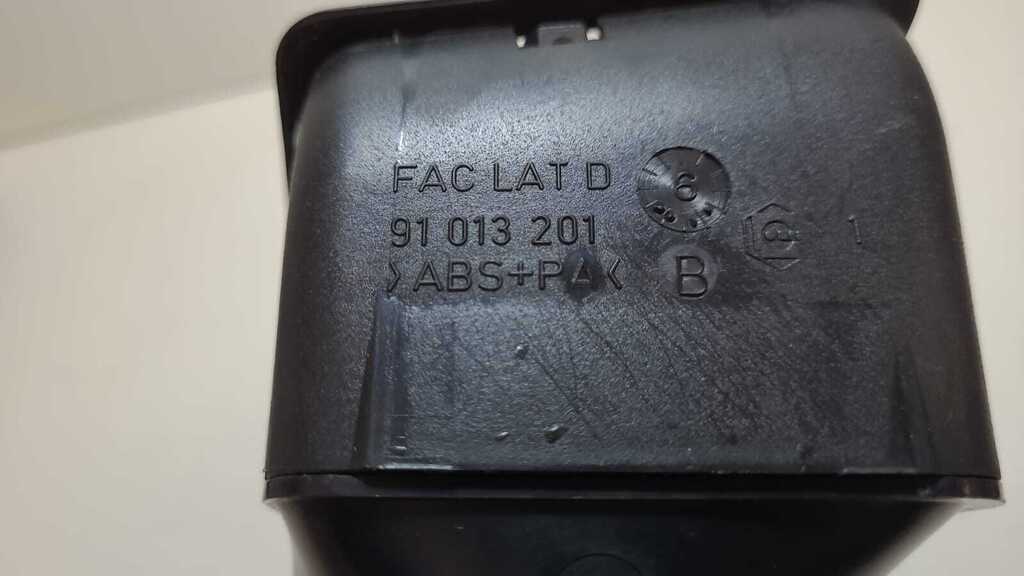 FAC LAT D
6
91 013 201
1
>ABS+PA<
B